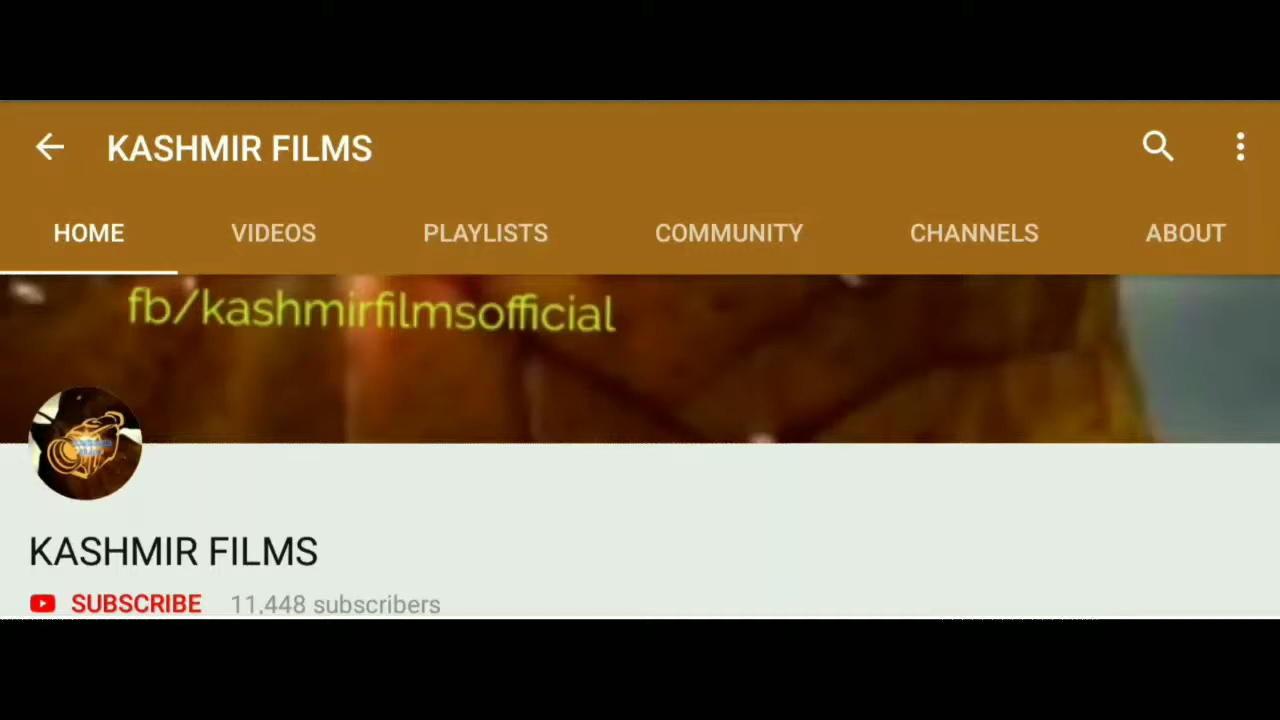 KASHMIR FILMS
HOME VIDEOS PLAYLISTS COMMUNITY CHANNELS ABOUT
fb/kashmirfilmsofficial
KASHMIR FILMS
SUBSCRIBE 11,448 subscribers